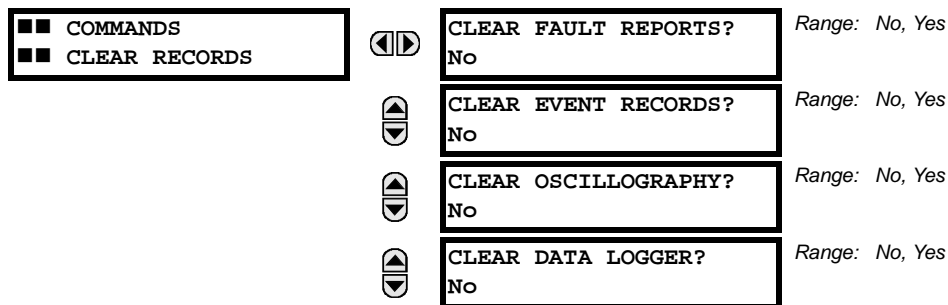 ■■ COMMANDS
■■ CLEAR RECORDS
CLEAR FAULT REPORTS?
No
Range: No, Yes
CLEAR EVENT RECORDS?
No
Range: No, Yes
CLEAR OSCILLOGRAPHY?
No
Range: No, Yes
CLEAR DATA LOGGER?
No
Range: No, Yes